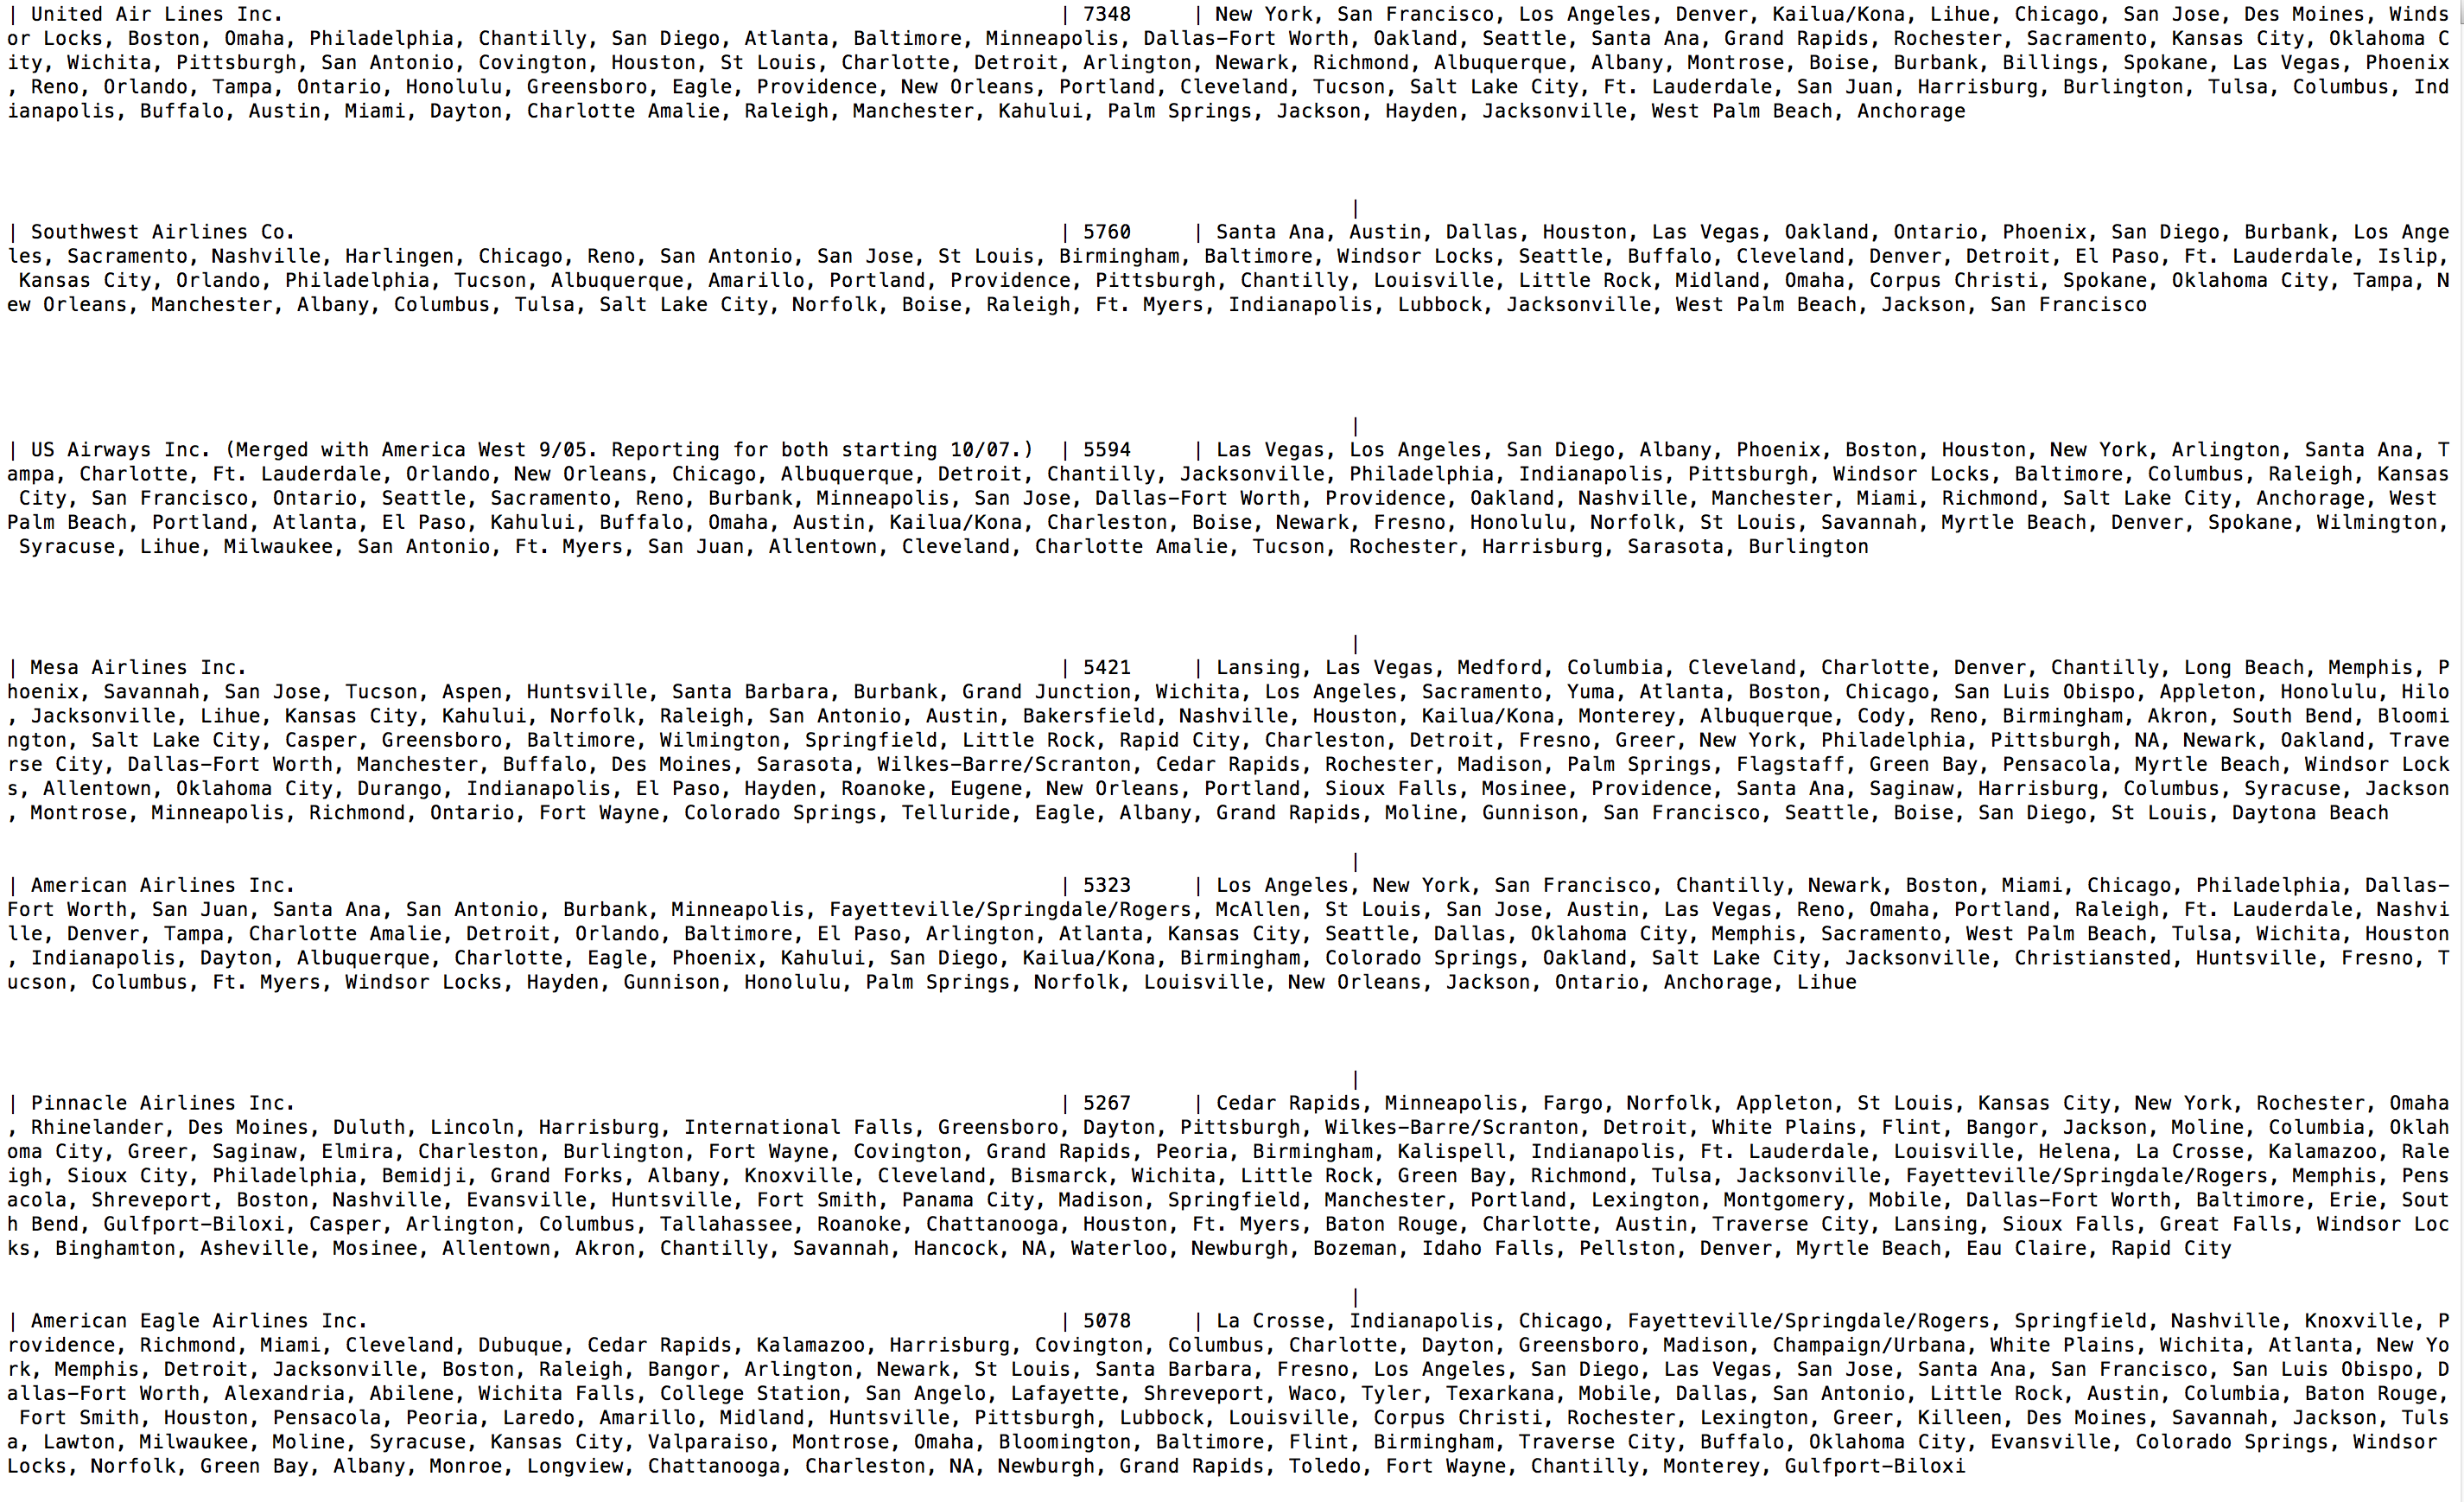 | United Air Lines Inc. | 7348 | New York, San Francisco, Los Angeles, Denver, Kailua/Kona, Lihue, Chicago, San Jose, Des Moines, Winds
or Locks, Boston, Omaha, Philadelphia, Chantilly, San Diego, Atlanta, Baltimore, Minneapolis, Dallas-Fort Worth, Oakland, Seattle, Santa Ana, Grand Rapids, Rochester, Sacramento, Kansas City, Oklahoma C
ity, Wichita, Pittsburgh, San Antonio, Covington, Houston, St Louis, Charlotte, Detroit, Arlington, Newark, Richmond, Albuquerque, Albany, Montrose, Boise, Burbank, Billings, Spokane, Las Vegas, Phoenix
, Reno, Orlando, Tampa, Ontario, Honolulu, Greensboro, Eagle, Providence, New Orleans, Portland, Cleveland, Tucson, Salt Lake City, Ft. Lauderdale, San Juan, Harrisburg, Burlington, Tulsa, Columbus, Ind
ianapolis, Buffalo, Austin, Miami, Dayton, Charlotte Amalie, Raleigh, Manchester, Kahului, Palm Springs, Jackson, Hayden, Jacksonville, West Palm Beach, Anchorage
|
| Southwest Airlines Co. | 5760 | Santa Ana, Austin, Dallas, Houston, Las Vegas, Oakland, Ontario, Phoenix, San Diego, Burbank, Los Ange
les, Sacramento, Nashville, Harlingen, Chicago, Reno, San Antonio, San Jose, St Louis, Birmingham, Baltimore, Windsor Locks, Seattle, Buffalo, Cleveland, Denver, Detroit, El Paso, Ft. Lauderdale, Islip,
Kansas City, Orlando, Philadelphia, Tucson, Albuquerque, Amarillo, Portland, Providence, Pittsburgh, Chantilly, Louisville, Little Rock, Midland, Omaha, Corpus Christi, Spokane, Oklahoma City, Tampa, N
ew Orleans, Manchester, Albany, Columbus, Tulsa, Salt Lake City, Norfolk, Boise, Raleigh, Ft. Myers, Indianapolis, Lubbock, Jacksonville, West Palm Beach, Jackson, San Francisco
|
| US Airways Inc. (Merged with America West 9/05. Reporting for both starting 10/07.) | 5594 | Las Vegas, Los Angeles, San Diego, Albany, Phoenix, Boston, Houston, New York, Arlington, Santa Ana, T
ampa, Charlotte, Ft. Lauderdale, Orlando, New Orleans, Chicago, Albuquerque, Detroit, Chantilly, Jacksonville, Philadelphia, Indianapolis, Pittsburgh, Windsor Locks, Baltimore, Columbus, Raleigh, Kansas
City, San Francisco, Ontario, Seattle, Sacramento, Reno, Burbank, Minneapolis, San Jose, Dallas-Fort Worth, Providence, Oakland, Nashville, Manchester, Miami, Richmond, Salt Lake City, Anchorage, West
Palm Beach, Portland, Atlanta, El Paso, Kahului, Buffalo, Omaha, Austin, Kailua/Kona, Charleston, Boise, Newark, Fresno, Honolulu, Norfolk, St Louis, Savannah, Myrtle Beach, Denver, Spokane, Wilmington,
Syracuse, Lihue, Milwaukee, San Antonio, Ft. Myers, San Juan, Allentown, Cleveland, Charlotte Amalie, Tucson, Rochester, Harrisburg, Sarasota, Burlington
|
| Mesa Airlines Inc. | 5421 | Lansing, Las Vegas, Medford, Columbia, Cleveland, Charlotte, Denver, Chantilly, Long Beach, Memphis, P
hoenix, Savannah, San Jose, Tucson, Aspen, Huntsville, Santa Barbara, Burbank, Grand Junction, Wichita, Los Angeles, Sacramento, Yuma, Atlanta, Boston, Chicago, San Luis Obispo, Appleton, Honolulu, Hilo
, Jacksonville, Lihue, Kansas City, Kahului, Norfolk, Raleigh, San Antonio, Austin, Bakersfield, Nashville, Houston, Kailua/Kona, Monterey, Albuquerque, Cody, Reno, Birmingham, Akron, South Bend, Bloomi
ngton, Salt Lake City, Casper, Greensboro, Baltimore, Wilmington, Springfield, Little Rock, Rapid City, Charleston, Detroit, Fresno, Greer, New York, Philadelphia, Pittsburgh, NA, Newark, Oakland, Trave
rse City, Dallas-Fort Worth, Manchester, Buffalo, Des Moines, Sarasota, Wilkes-Barre/Scranton, Cedar Rapids, Rochester, Madison, Palm Springs, Flagstaff, Green Bay, Pensacola, Myrtle Beach, Windsor Lock
s, Allentown, Oklahoma City, Durango, Indianapolis, El Paso, Hayden, Roanoke, Eugene, New Orleans, Portland, Sioux Falls, Mosinee, Providence, Santa Ana, Saginaw, Harrisburg, Columbus, Syracuse, Jackson
, Montrose, Minneapolis, Richmond, Ontario, Fort Wayne, Colorado Springs, Telluride, Eagle, Albany, Grand Rapids, Moline, Gunnison, San Francisco, Seattle, Boise, San Diego, St Louis, Daytona Beach
|
| American Airlines Inc. | 5323 | Los Angeles, New York, San Francisco, Chantilly, Newark, Boston, Miami, Chicago, Philadelphia, Dallas-
Fort Worth, San Juan, Santa Ana, San Antonio, Burbank, Minneapolis, Fayetteville/Springdale/Rogers, McAllen, St Louis, San Jose, Austin, Las Vegas, Reno, Omaha, Portland, Raleigh, Ft. Lauderdale, Nashvi
lle, Denver, Tampa, Charlotte Amalie, Detroit, Orlando, Baltimore, El Paso, Arlington, Atlanta, Kansas City, Seattle, Dallas, Oklahoma City, Memphis, Sacramento, West Palm Beach, Tulsa, Wichita, Houston
, Indianapolis, Dayton, Albuquerque, Charlotte, Eagle, Phoenix, Kahului, San Diego, Kailua/Kona, Birmingham, Colorado Springs, Oakland, Salt Lake City, Jacksonville, Christiansted, Huntsville, Fresno, T
ucson, Columbus, Ft. Myers, Windsor Locks, Hayden, Gunnison, Honolulu, Palm Springs, Norfolk, Louisville, New Orleans, Jackson, Ontario, Anchorage, Lihue
|
| Pinnacle Airlines Inc. | 5267 | Cedar Rapids, Minneapolis, Fargo, Norfolk, Appleton, St Louis, Kansas City, New York, Rochester, Omaha
, Rhinelander, Des Moines, Duluth, Lincoln, Harrisburg, International Falls, Greensboro, Dayton, Pittsburgh, Wilkes-Barre/Scranton, Detroit, White Plains, Flint, Bangor, Jackson, Moline, Columbia, Oklah
oma City, Greer, Saginaw, Elmira, Charleston, Burlington, Fort Wayne, Covington, Grand Rapids, Peoria, Birmingham, Kalispell, Indianapolis, Ft. Lauderdale, Louisville, Helena, La Crosse, Kalamazoo, Rale
igh, Sioux City, Philadelphia, Bemidji, Grand Forks, Albany, Knoxville, Cleveland, Bismarck, Wichita, Little Rock, Green Bay, Richmond, Tulsa, Jacksonville, Fayetteville/Springdale/Rogers, Memphis, Pens
acola, Shreveport, Boston, Nashville, Evansville, Huntsville, Fort Smith, Panama City, Madison, Springfield, Manchester, Portland, Lexington, Montgomery, Mobile, Dallas-Fort Worth, Baltimore, Erie, Sout
h Bend, Gulfport-Biloxi, Casper, Arlington, Columbus, Tallahassee, Roanoke, Chattanooga, Houston, Ft. Myers, Baton Rouge, Charlotte, Austin, Traverse City, Lansing, Sioux Falls, Great Falls, Windsor Loc
ks, Binghamton, Asheville, Mosinee, Allentown, Akron, Chantilly, Savannah, Hancock, NA, Waterloo, Newburgh, Bozeman, Idaho Falls, Pellston, Denver, Myrtle Beach, Eau Claire, Rapid City
|
| American Eagle Airlines Inc. | 5078 | La Crosse, Indianapolis, Chicago, Fayetteville/Springdale/Rogers, Springfield, Nashville, Knoxville, P
rovidence, Richmond, Miami, Cleveland, Dubuque, Cedar Rapids, Kalamazoo, Harrisburg, Covington, Columbus, Charlotte, Dayton, Greensboro, Madison, Champaign/Urbana, White Plains, Wichita, Atlanta, New Yo
rk, Memphis, Detroit, Jacksonville, Boston, Raleigh, Bangor, Arlington, Newark, St Louis, Santa Barbara, Fresno, Los Angeles, San Diego, Las Vegas, San Jose, Santa Ana, San Francisco, San Luis Obispo, D
allas-Fort Worth, Alexandria, Abilene, Wichita Falls, College Station, San Angelo, Lafayette, Shreveport, Waco, Tyler, Texarkana, Mobile, Dallas, San Antonio, Little Rock, Austin, Columbia, Baton Rouge,
Fort Smith, Houston, Pensacola, Peoria, Laredo, Amarillo, Midland, Huntsville, Pittsburgh, Lubbock, Louisville, Corpus Christi, Rochester, Lexington, Greer, Killeen, Des Moines, Savannah, Jackson, Tuls
a, Lawton, Milwaukee, Moline, Syracuse, Kansas City, Valparaiso, Montrose, Omaha, Bloomington, Baltimore, Flint, Birmingham, Traverse City, Buffalo, Oklahoma City, Evansville, Colorado Springs, Windsor
Locks, Norfolk, Green Bay, Albany, Monroe, Longview, Chattanooga, Charleston, NA, Newburgh, Grand Rapids, Toledo, Fort Wayne, Chantilly, Monterey, Gulfport-Biloxi